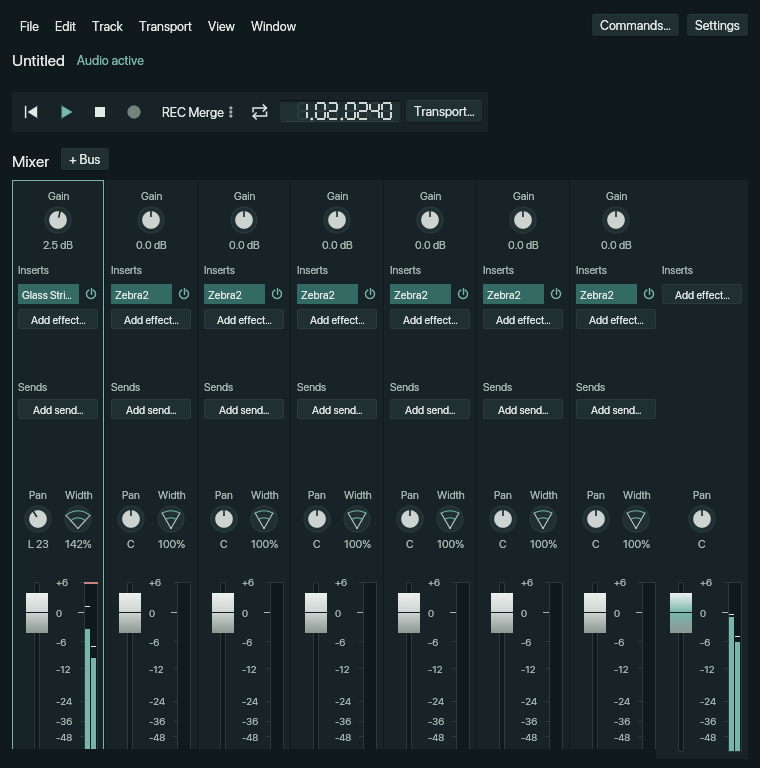 File Edit Track Transport View Window Commands... Settings
Untitled Audio active
REC Merge 1.02.0240 Transport...
Mixer + Bus
Gain Gain Gain Gain Gain Gain Gain
2.5 dB 0.0 dB 0.0 dB 0.0 dB 0.0 dB 0.0 dB 0.0 dB
Inserts Inserts Inserts Inserts Inserts Inserts Inserts Inserts
Glass Stri... Zebra2 Zebra2 Zebra2 Zebra2 Zebra2 Zebra2 Add effect...
Add effect... Add effect... Add effect... Add effect... Add effect... Add effect... Add effect...
Sends Sends Sends Sends Sends Sends Sends
Add send... Add send... Add send... Add send... Add send... Add send... Add send...
Pan Width Pan Width Pan Width Pan Width Pan Width Pan Width Pan Width Pan
L 23 142% C 100% C 100% C 100% C 100% C 100% C 100% C
+6 +6 +6 +6 +6 +6 +6 +6
0 0 0 0 0 0 0 0
-6 -6 -6 -6 -6 -6 -6 -6
-12 -12 -12 -12 -12 -12 -12 -12
-24 -24 -24 -24 -24 -24 -24 -24
-36 -36 -36 -36 -36 -36 -36 -36
-48 -48 -48 -48 -48 -48 -48 -48